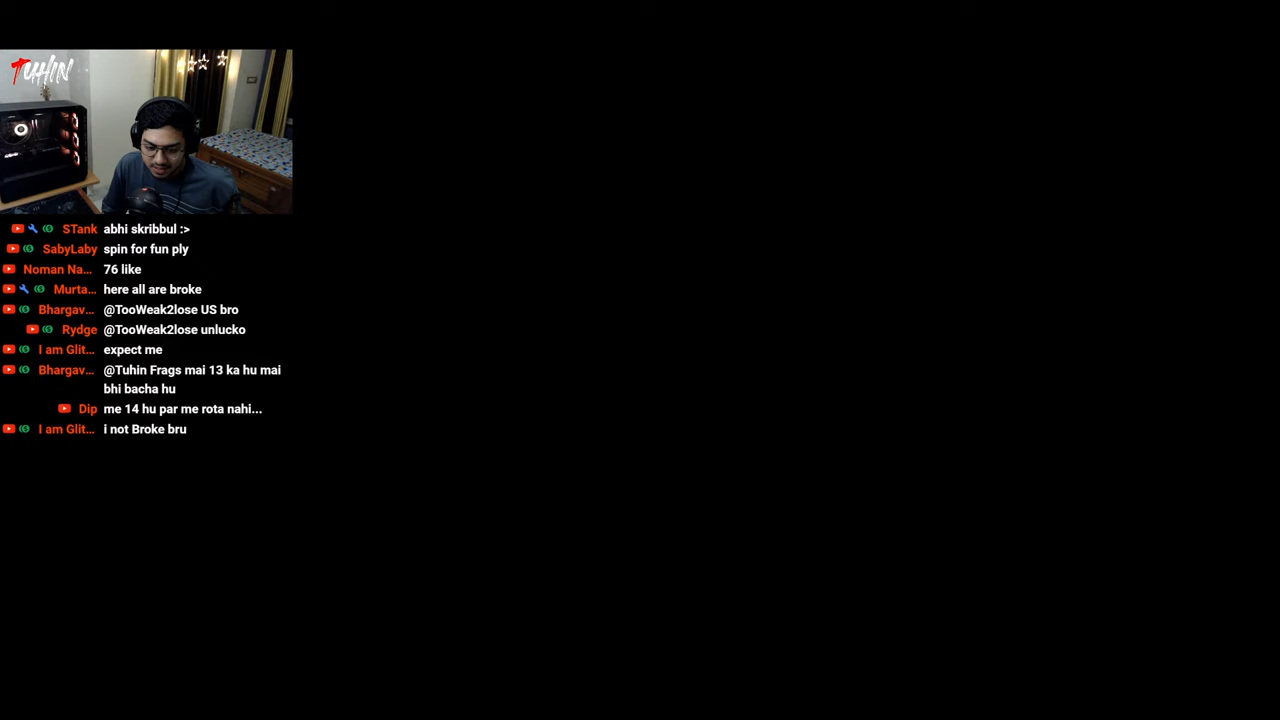 TUHIN
STank abhi skribbul :>
SabyLaby spin for fun ply
Noman Na... 76 like
Murta... here all are broke
Bhargav... @TooWeak2lose US bro
Rydge @TooWeak2lose unlucko
I am Glit... expect me
Bhargav... @Tuhin Frags mai 13 ka hu mai
bhi bacha hu
Dip me 14 hu par me rota nahi...
I am Glit... i not Broke bru